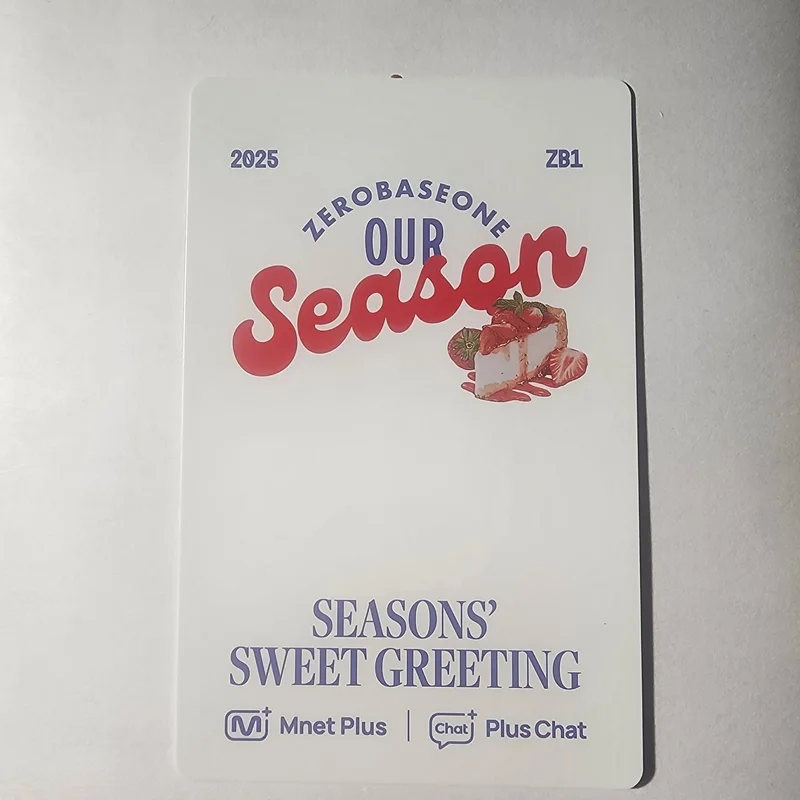 2025 ZB1
ZEROBASEONE
OUR
Season
SEASONS’
SWEET GREETING
M+ Mnet Plus | Chat+ Plus Chat